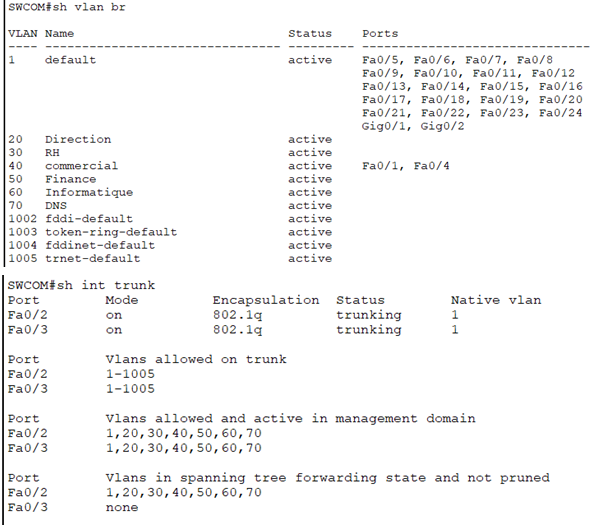 SWCOM#sh vlan br
VLAN Name Status Ports
---- -------------------------------- --------- -------------------------------
1 default active Fa0/5, Fa0/6, Fa0/7, Fa0/8
Fa0/9, Fa0/10, Fa0/11, Fa0/12
Fa0/13, Fa0/14, Fa0/15, Fa0/16
Fa0/17, Fa0/18, Fa0/19, Fa0/20
Fa0/21, Fa0/22, Fa0/23, Fa0/24
Gig0/1, Gig0/2
20 Direction active
30 RH active
40 commercial active Fa0/1, Fa0/4
50 Finance active
60 Informatique active
70 DNS active
1002 fddi-default active
1003 token-ring-default active
1004 fddinet-default active
1005 trnet-default active
SWCOM#sh int trunk
Port Mode Encapsulation Status Native vlan
Fa0/2 on 802.1q trunking 1
Fa0/3 on 802.1q trunking 1
Port Vlans allowed on trunk
Fa0/2 1-1005
Fa0/3 1-1005
Port Vlans allowed and active in management domain
Fa0/2 1,20,30,40,50,60,70
Fa0/3 1,20,30,40,50,60,70
Port Vlans in spanning tree forwarding state and not pruned
Fa0/2 1,20,30,40,50,60,70
Fa0/3 none